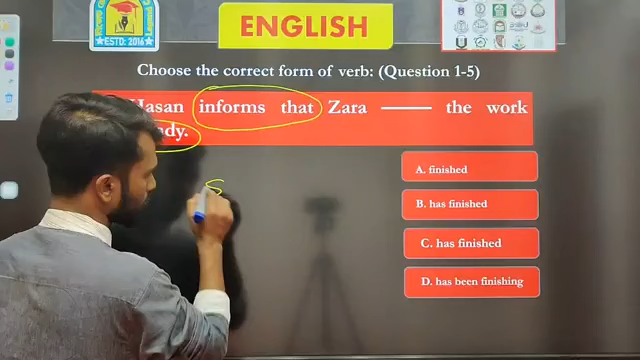 ESTD: 2016
ENGLISH
Choose the correct form of verb: (Question 1-5)
Hasan informs that Zara the work
A. finished
B. has finished
C. has finished
D. has been finishing
S